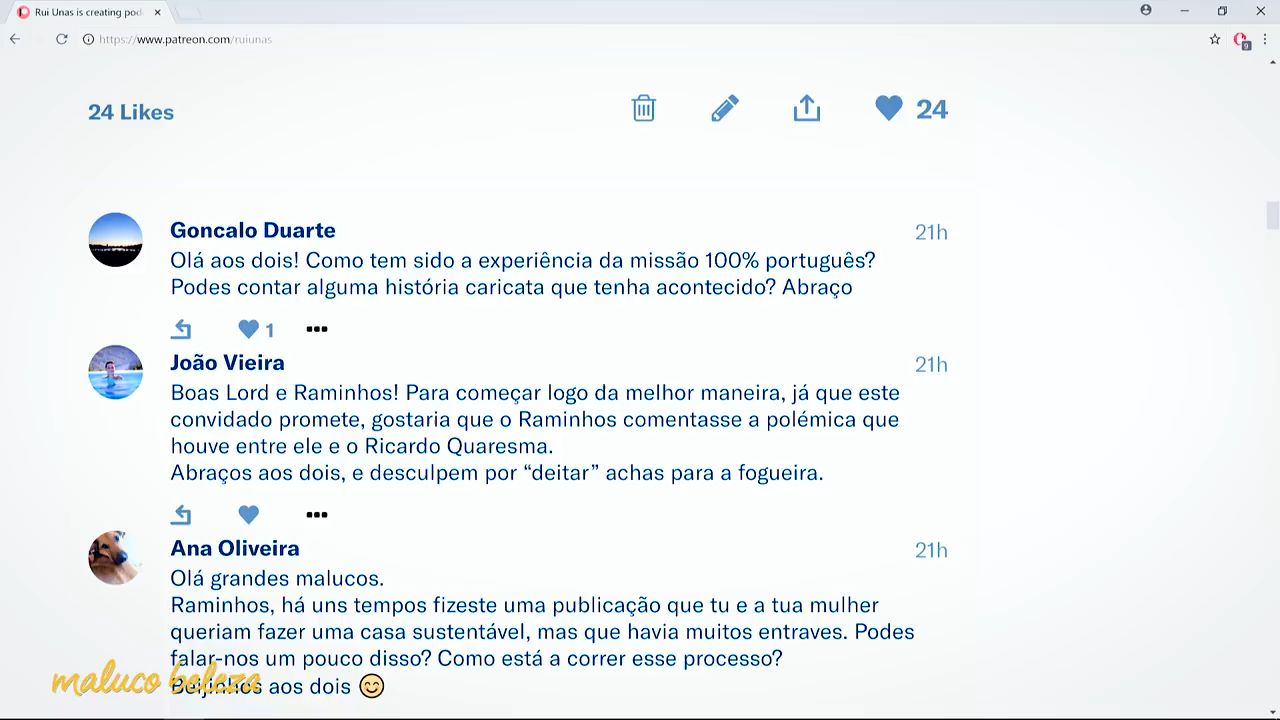 Rui Unas is creating pod
https://www.patreon.com/ruiunas
9
24 Likes
24
Goncalo Duarte
21h
Olá aos dois! Como tem sido a experiência da missão 100% português?
Podes contar alguma história caricata que tenha acontecido? Abraço
1
João Vieira
21h
Boas Lord e Raminhos! Para começar logo da melhor maneira, já que este
convidado promete, gostaria que o Raminhos comentasse a polémica que
houve entre ele e o Ricardo Quaresma.
Abraços aos dois, e desculpem por “deitar” achas para a fogueira.
Ana Oliveira
21h
Olá grandes malucos.
Raminhos, há uns tempos fizeste uma publicação que tu e a tua mulher
queriam fazer uma casa sustentável, mas que havia muitos entraves. Podes
falar-nos um pouco disso? Como está a correr esse processo?
Beijinhos aos dois 😊
maluco beleza